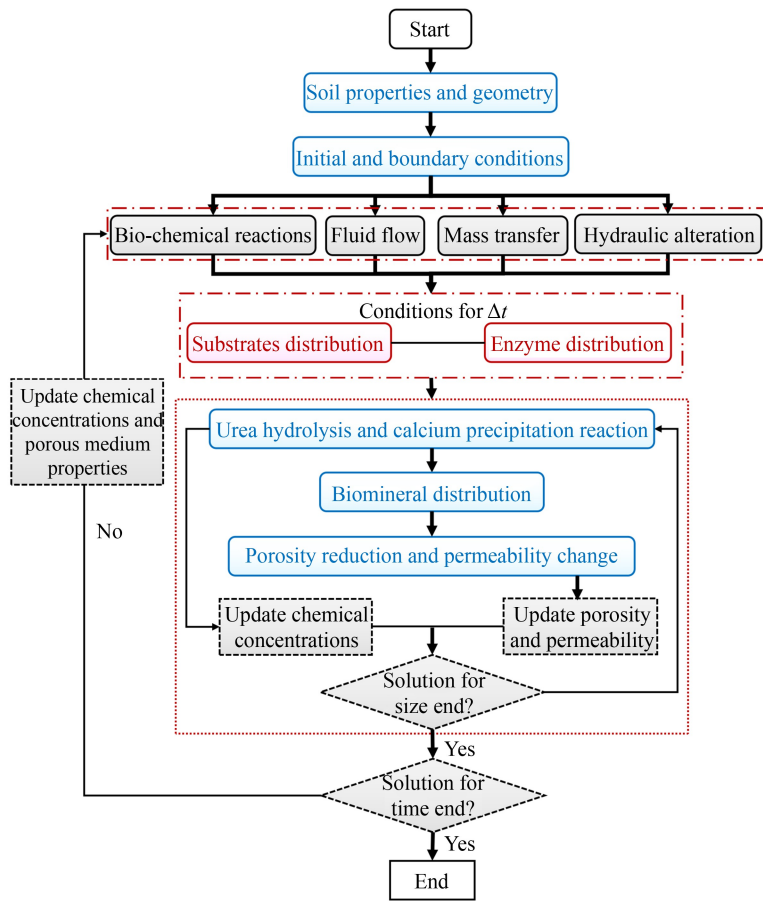 Start
Soil properties and geometry
Initial and boundary conditions
Bio-chemical reactions
Fluid flow
Mass transfer
Hydraulic alteration
Conditions for Δt
Substrates distribution
Enzyme distribution
Update chemical
concentrations and
porous medium
properties
Urea hydrolysis and calcium precipitation reaction
Biomineral distribution
No
Porosity reduction and permeability change
Update chemical
concentrations
Update porosity
and permeability
Solution for
size end?
Yes
Solution for
time end?
Yes
End